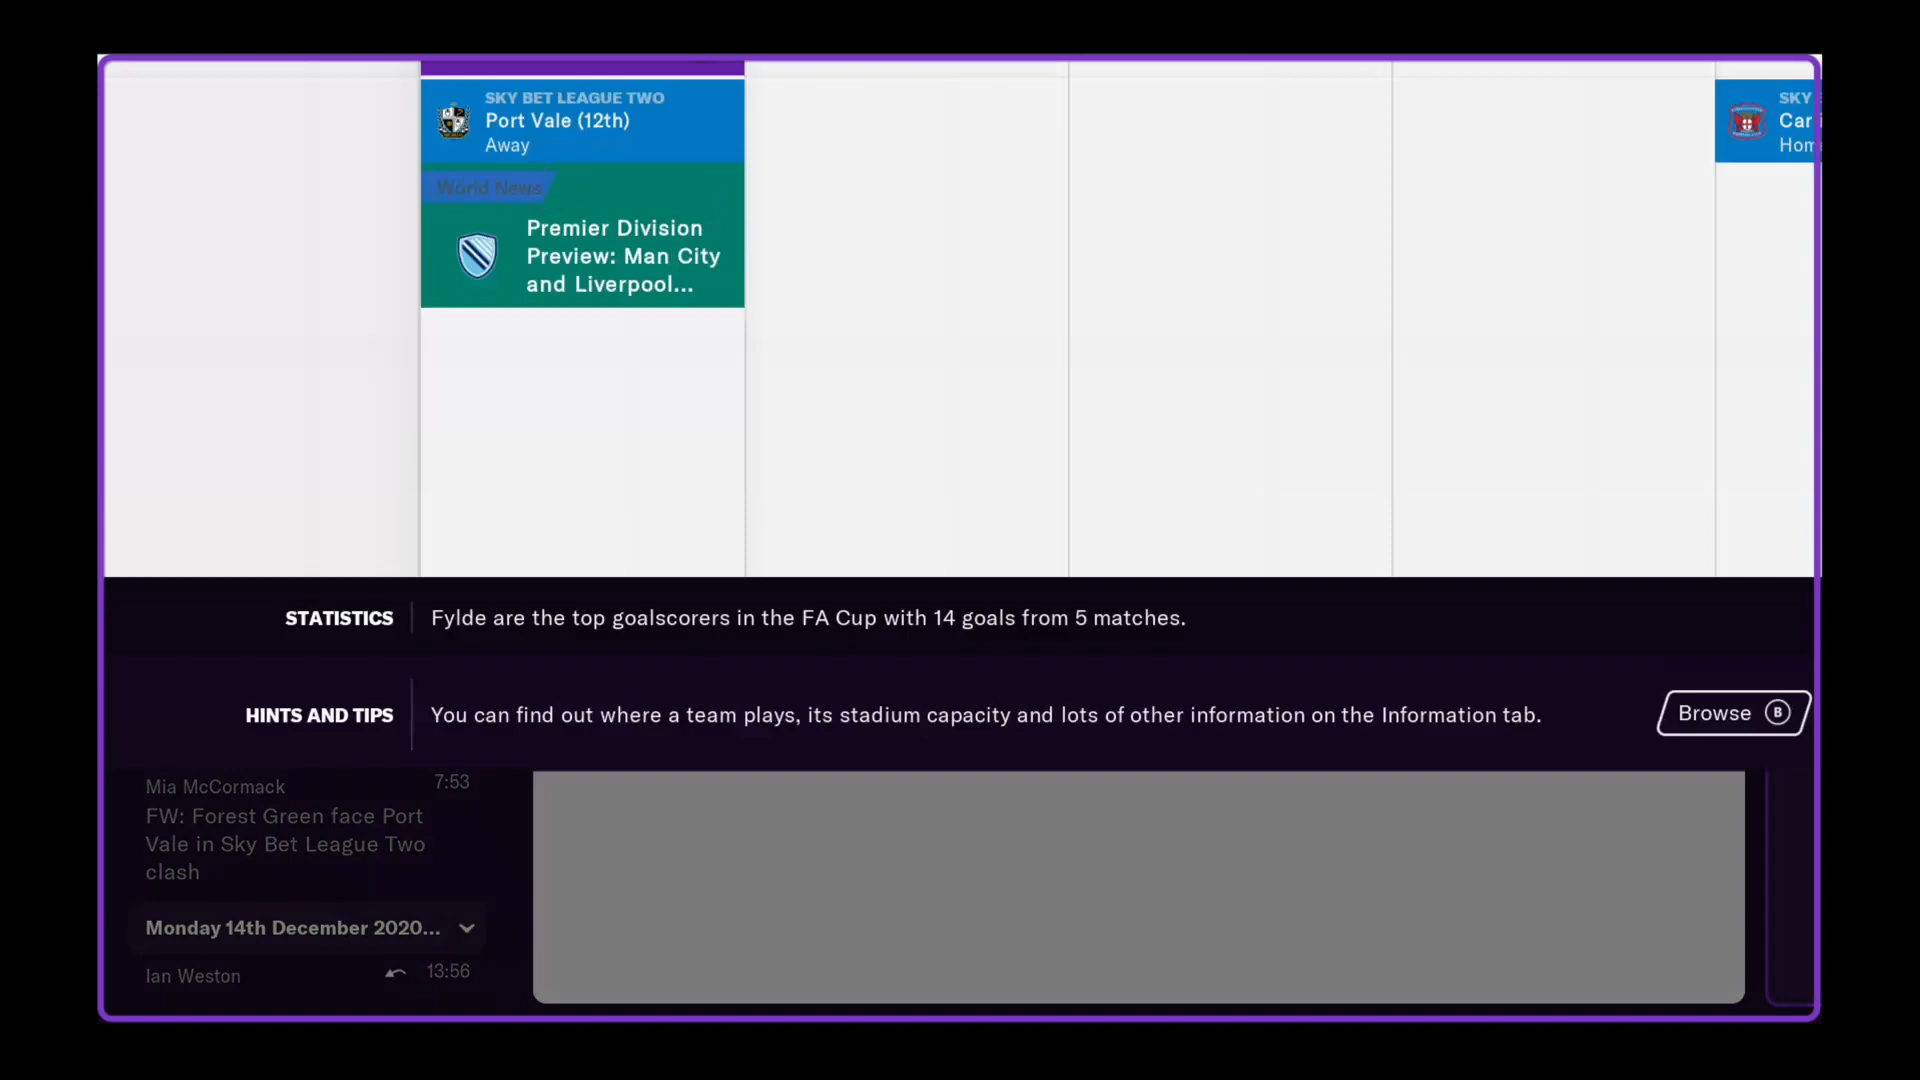 SKY BET LEAGUE TWO
Port Vale (12th)
Away
World News
Premier Division
Preview: Man City
and Liverpool...
SKY
Car
Hom
STATISTICS
Fylde are the top goalscorers in the FA Cup with 14 goals from 5 matches.
HINTS AND TIPS
You can find out where a team plays, its stadium capacity and lots of other information on the Information tab.
Browse B
Mia McCormack 7:53
FW: Forest Green face Port
Vale in Sky Bet League Two
clash
Monday 14th December 2020...
Ian Weston 13:56